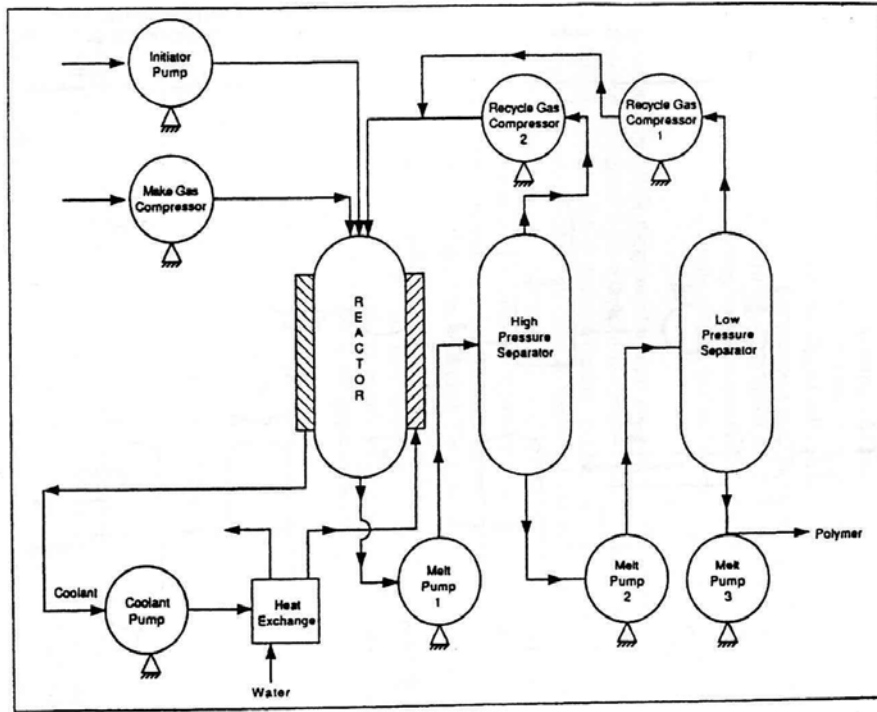 Initiator
Pump
Make Gas
Compressor
Recycle Gas
Compressor
2
Recycle Gas
Compressor
1
REACTOR
High
Pressure
Separator
Low
Pressure
Separator
Coolant
Coolant
Pump
Heat
Exchange
Water
Melt
Pump
1
Melt
Pump
2
Melt
Pump
3
Polymer